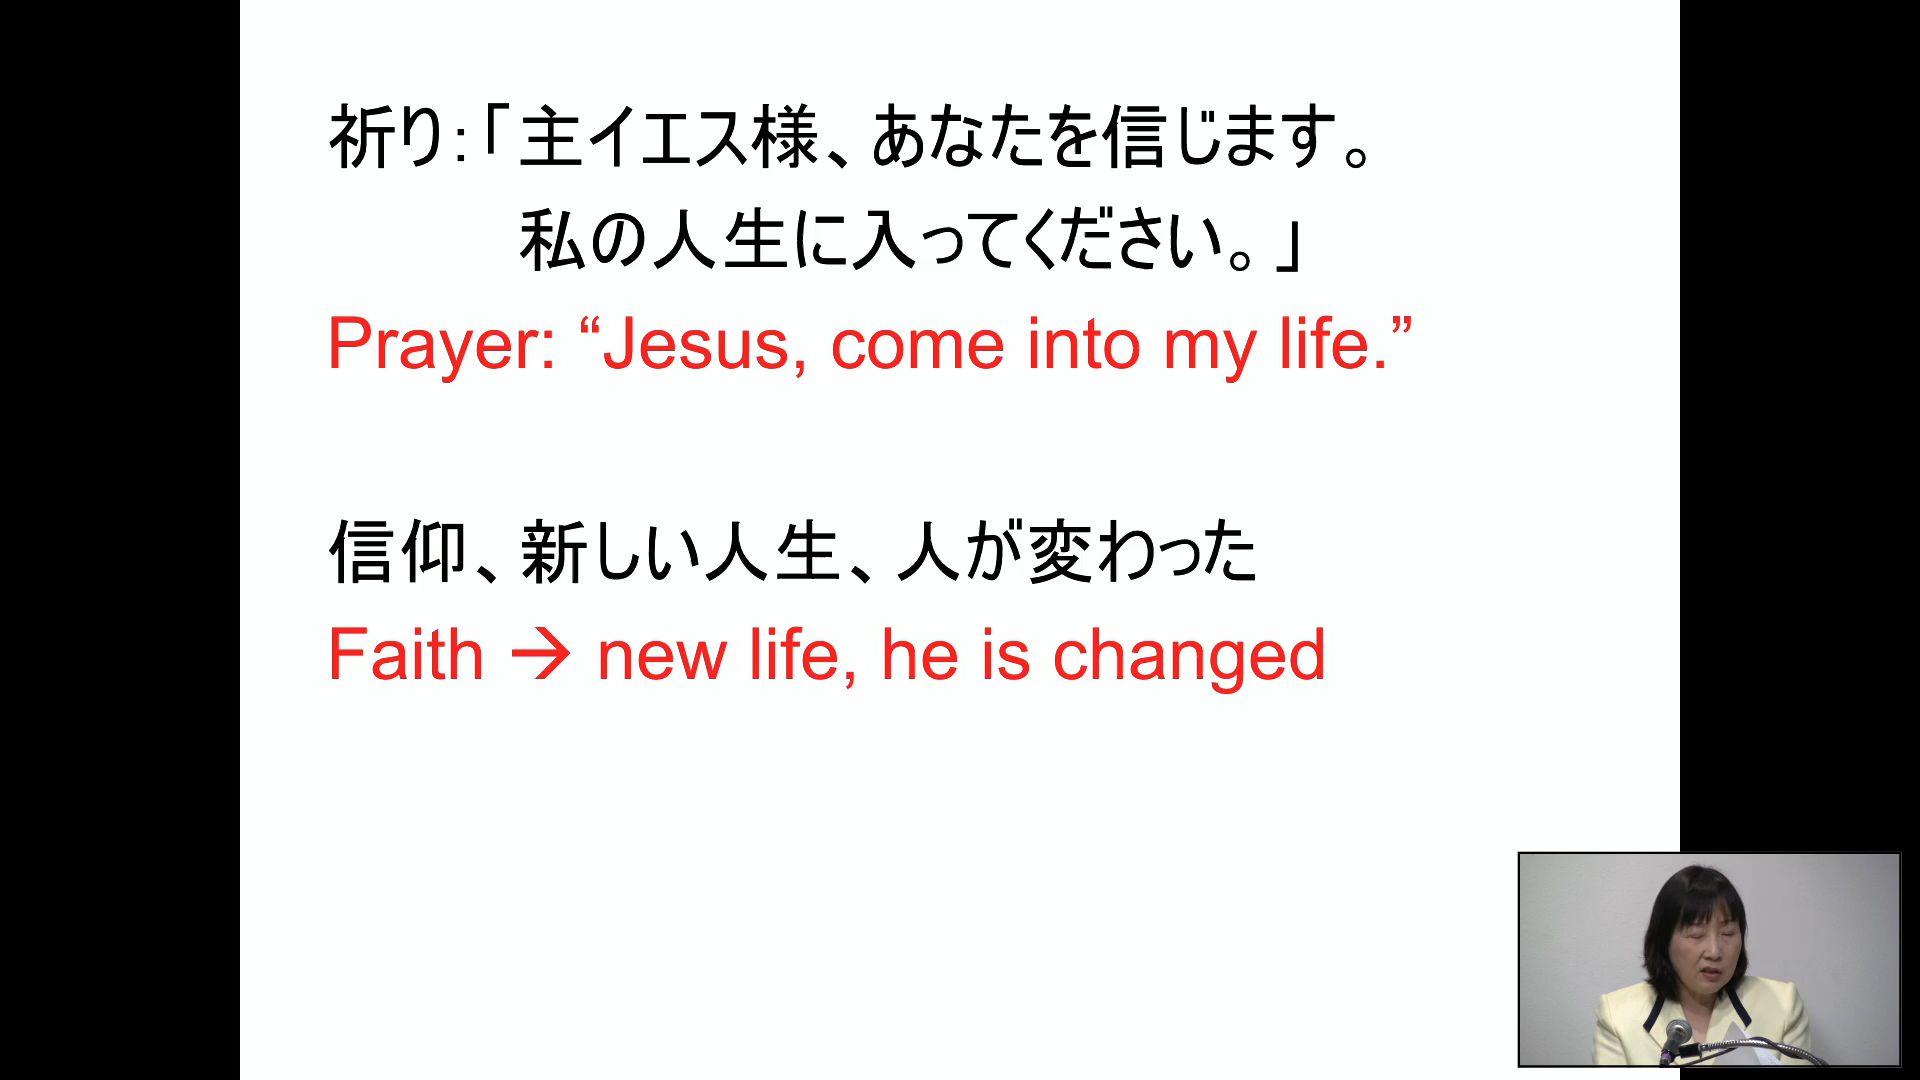 祈り:「主イエス様、あなたを信じます。
私の人生に入ってください。」
Prayer: “Jesus, come into my life.”
信仰、新しい人生、人が変わった
Faith → new life, he is changed